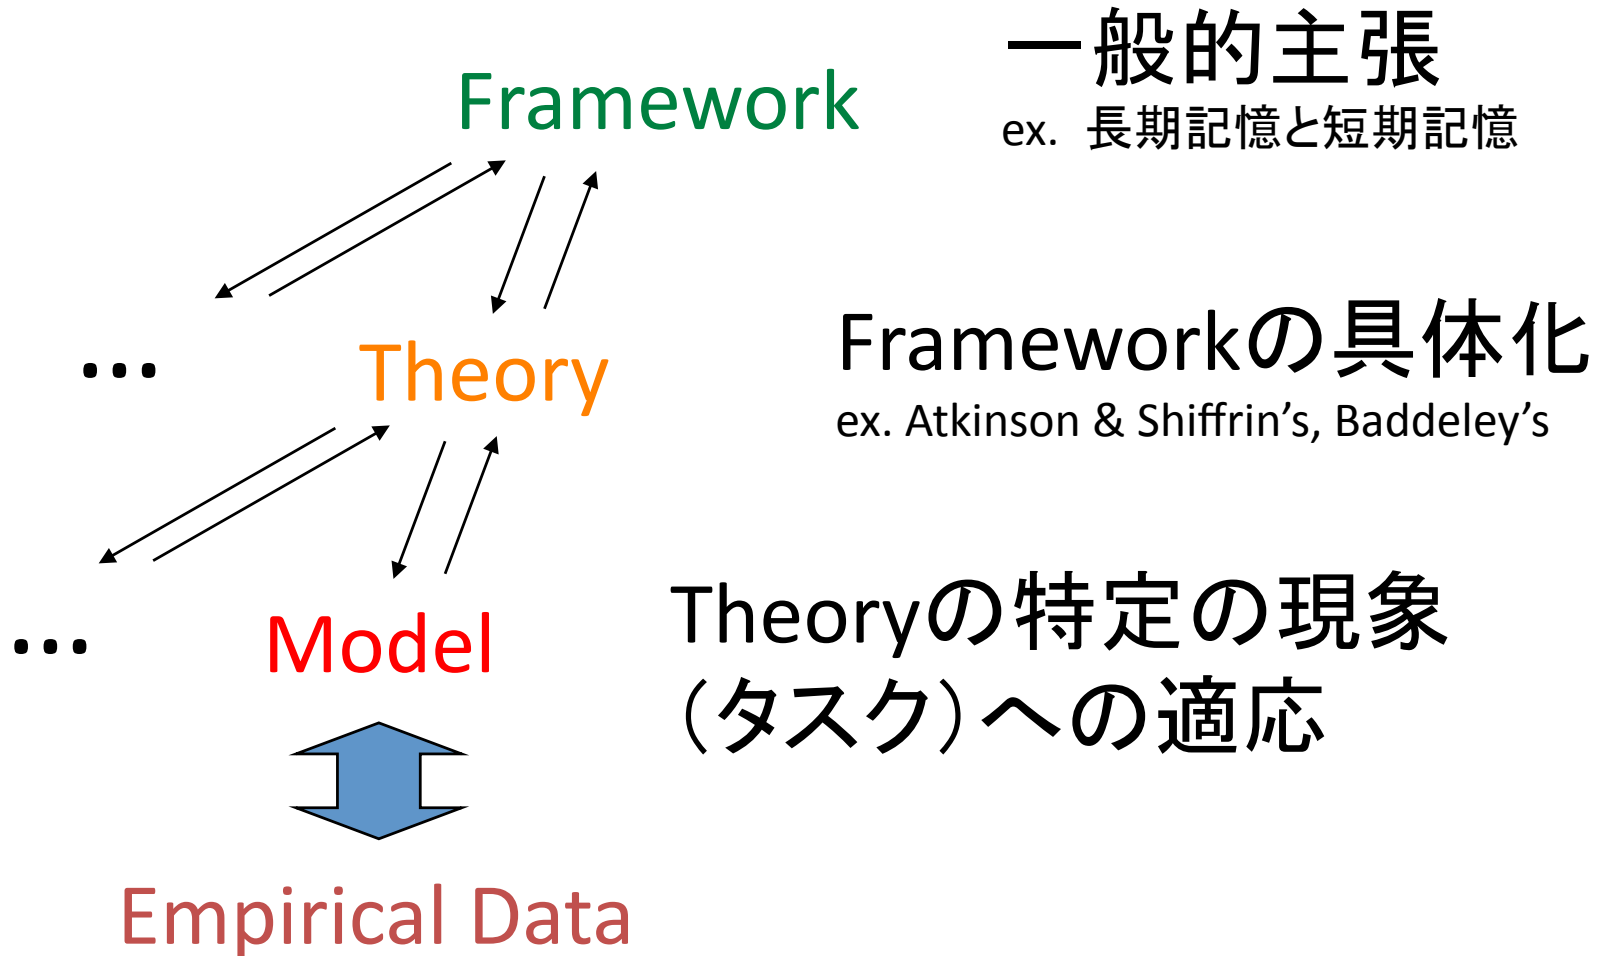 Framework
一般的主張
ex. 長期記憶と短期記憶
...
Theory
Frameworkの具体化
ex. Atkinson & Shiffrin’s, Baddeley’s
...
Model
Theoryの特定の現象
（タスク）への適応
Empirical Data